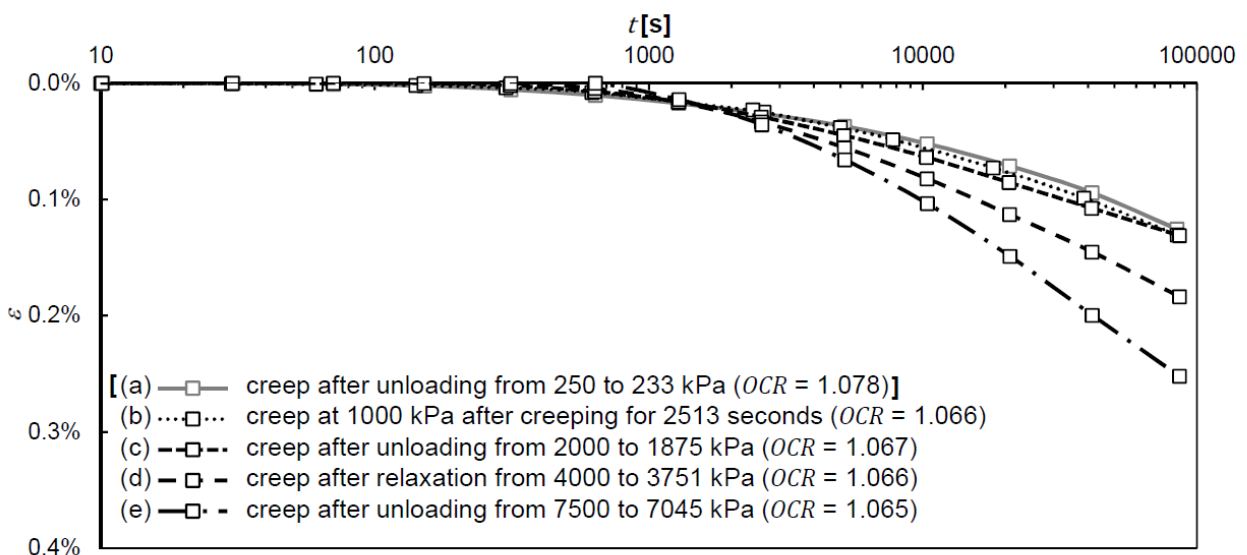 t [s]
10 100 1000 10000 100000
0.0%
0.1%
0.2%
0.3%
0.4%
ε
[(a) creep after unloading from 250 to 233 kPa (OCR = 1.078)]
(b) creep at 1000 kPa after creeping for 2513 seconds (OCR = 1.066)
(c) creep after unloading from 2000 to 1875 kPa (OCR = 1.067)
(d) creep after relaxation from 4000 to 3751 kPa (OCR = 1.066)
(e) creep after unloading from 7500 to 7045 kPa (OCR = 1.065)